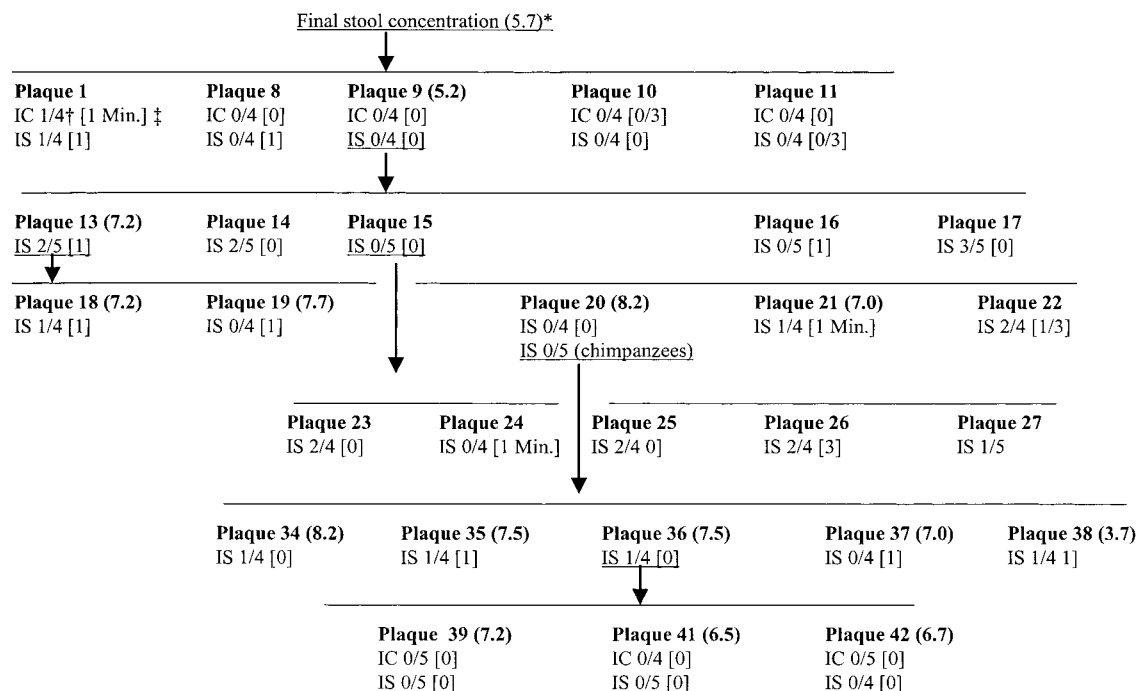 Final stool concentration (5.7)*
Plaque 1 Plaque 8 Plaque 9 (5.2) Plaque 10 Plaque 11
IC 1/4† [1 Min.] ‡ IC 0/4 [0] IC 0/4 [0] IC 0/4 [0/3] IC 0/4 [0]
IS 1/4 [1] IS 0/4 [1] IS 0/4 [0] IS 0/4 [0] IS 0/4 [0/3]
Plaque 13 (7.2) Plaque 14 Plaque 15 Plaque 16 Plaque 17
IS 2/5 [1] IS 2/5 [0] IS 0/5 [0] IS 0/5 [1] IS 3/5 [0]
Plaque 18 (7.2) Plaque 19 (7.7) Plaque 20 (8.2) Plaque 21 (7.0) Plaque 22
IS 1/4 [1] IS 0/4 [1] IS 0/4 [0] IS 1/4 [1 Min.] IS 2/4 [1/3]
IS 0/5 (chimpanzees)
Plaque 23 Plaque 24 Plaque 25 Plaque 26 Plaque 27
IS 2/4 [0] IS 0/4 [1 Min.] IS 2/4 0] IS 2/4 [3] IS 1/5
Plaque 34 (8.2) Plaque 35 (7.5) Plaque 36 (7.5) Plaque 37 (7.0) Plaque 38 (3.7)
IS 1/4 [0] IS 1/4 [1] IS 1/4 [0] IS 0/4 [1] IS 1/4 1]
Plaque 39 (7.2) Plaque 41 (6.5) Plaque 42 (6.7)
IC 0/5 [0] IC 0/4 [0] IC 0/5 [0]
IS 0/5 [0] IS 0/5 [0] IS 0/4 [0]